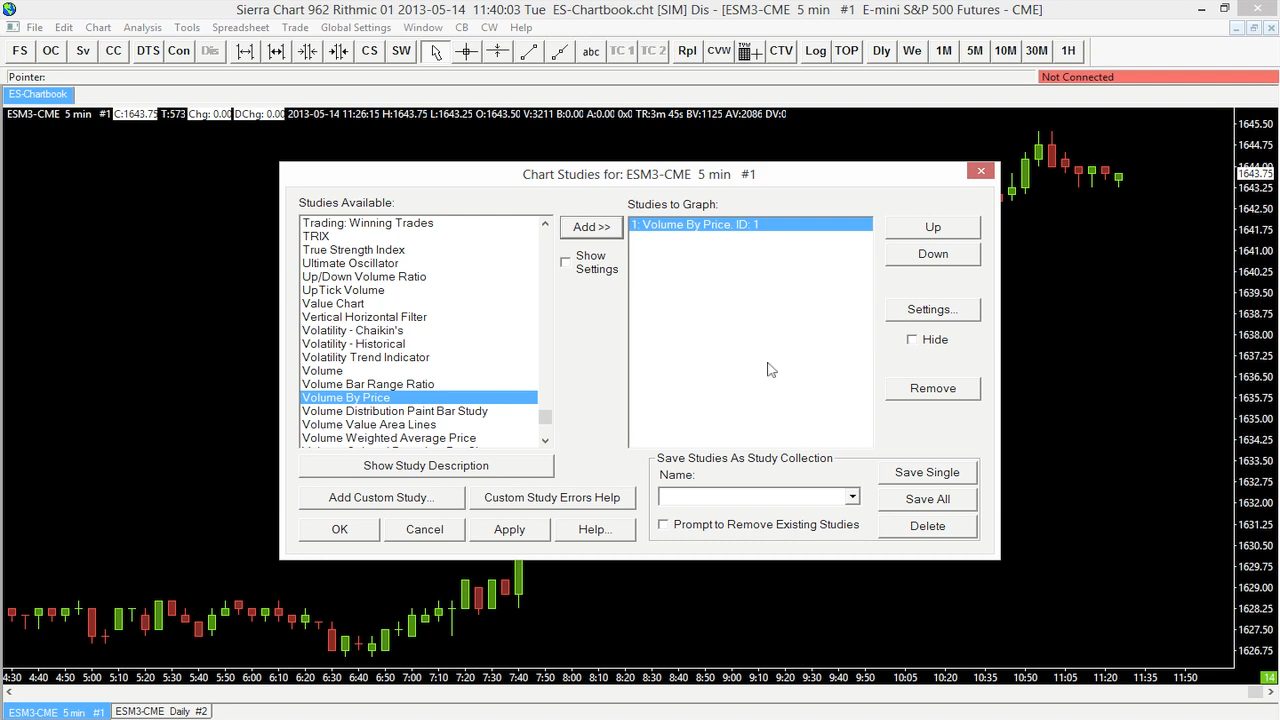 Sierra Chart 962 Rithmic 01 2013-05-14 11:40:03 Tue ES-Chartbook.cht [SIM] Dis - [ESM3-CME 5 min #1 E-mini S&P 500 Futures - CME]
File Edit Chart Analysis Tools Spreadsheet Trade Global Settings Window CB CW Help
FS OC Sv CC DTS Con Dis CS SW abc TC 1 TC 2 Rpl CVW CTV Log TOP Dly We 1M 5M 10M 30M 1H
Pointer: Not Connected
ES-Chartbook
ESM3-CME 5 min #1 C:1643.75 T:573 Chg: 0.00 DChg: 0.00 2013-05-14 11:26:15 H:1643.75 L:1643.25 O:1643.50 V:3211 B:0.00 A:0.00 0x0 TR:3m 45s BV:1125 AV:2086 DV:0
1645.50
1644.75
1643.75
1643.25
1642.50
1641.75
1641.00
1640.25
1639.50
1638.75
1638.00
1637.25
1636.50
1635.75
1635.00
1634.25
1633.50
1632.75
1632.00
1631.25
1630.50
1629.75
1629.00
1628.25
1627.50
1626.75
Chart Studies for: ESM3-CME 5 min #1
Studies Available:
Trading: Winning Trades
TRIX
True Strength Index
Ultimate Oscillator
Up/Down Volume Ratio
UpTick Volume
Value Chart
Vertical Horizontal Filter
Volatility - Chaikin's
Volatility - Historical
Volatility Trend Indicator
Volume
Volume Bar Range Ratio
Volume By Price
Volume Distribution Paint Bar Study
Volume Value Area Lines
Volume Weighted Average Price
Add >>
Show
Settings
Studies to Graph:
1: Volume By Price. ID: 1
Up
Down
Settings...
Hide
Remove
Show Study Description
Add Custom Study... Custom Study Errors Help
OK Cancel Apply Help...
Save Studies As Study Collection
Name:
Prompt to Remove Existing Studies
Save Single
Save All
Delete
4:30 4:40 4:50 5:00 5:10 5:20 5:30 5:40 5:50 6:00 6:10 6:20 6:30 6:40 6:50 7:00 7:10 7:20 7:30 7:40 7:50 8:00 8:10 8:20 8:30 8:40 8:50 9:00 9:10 9:20 9:30 9:40 9:50 10:05 10:20 10:35 10:50 11:05 11:20 11:35 11:50 14
ESM3-CME 5 min #1 ESM3-CME Daily #2